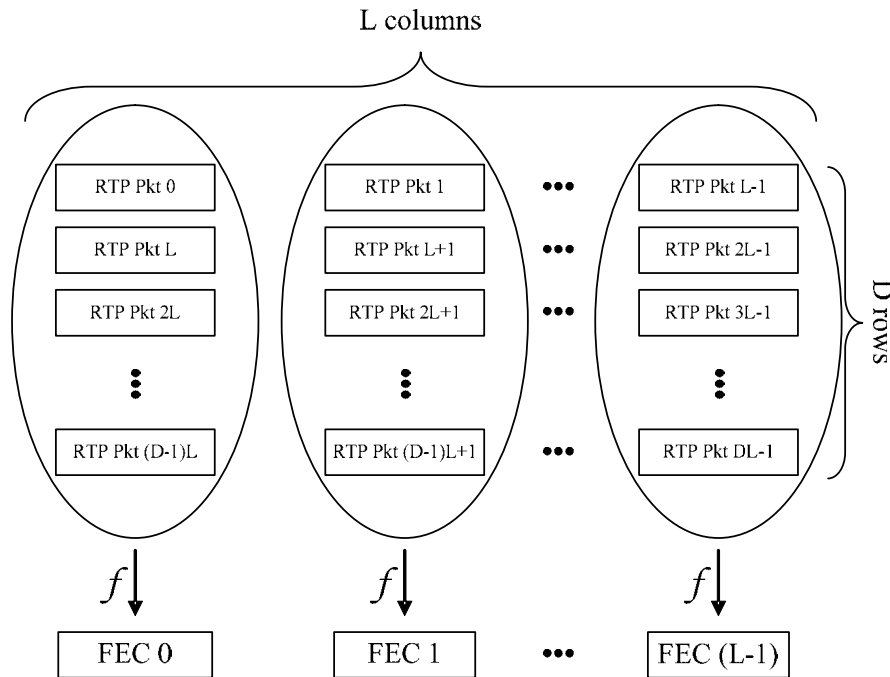 L columns
RTP Pkt 0 RTP Pkt 1 ••• RTP Pkt L-1
RTP Pkt L RTP Pkt L+1 ••• RTP Pkt 2L-1
RTP Pkt 2L RTP Pkt 2L+1 ••• RTP Pkt 3L-1
D rows
RTP Pkt (D-1)L RTP Pkt (D-1)L+1 ••• RTP Pkt DL-1
f f f
FEC 0 FEC 1 ••• FEC (L-1)